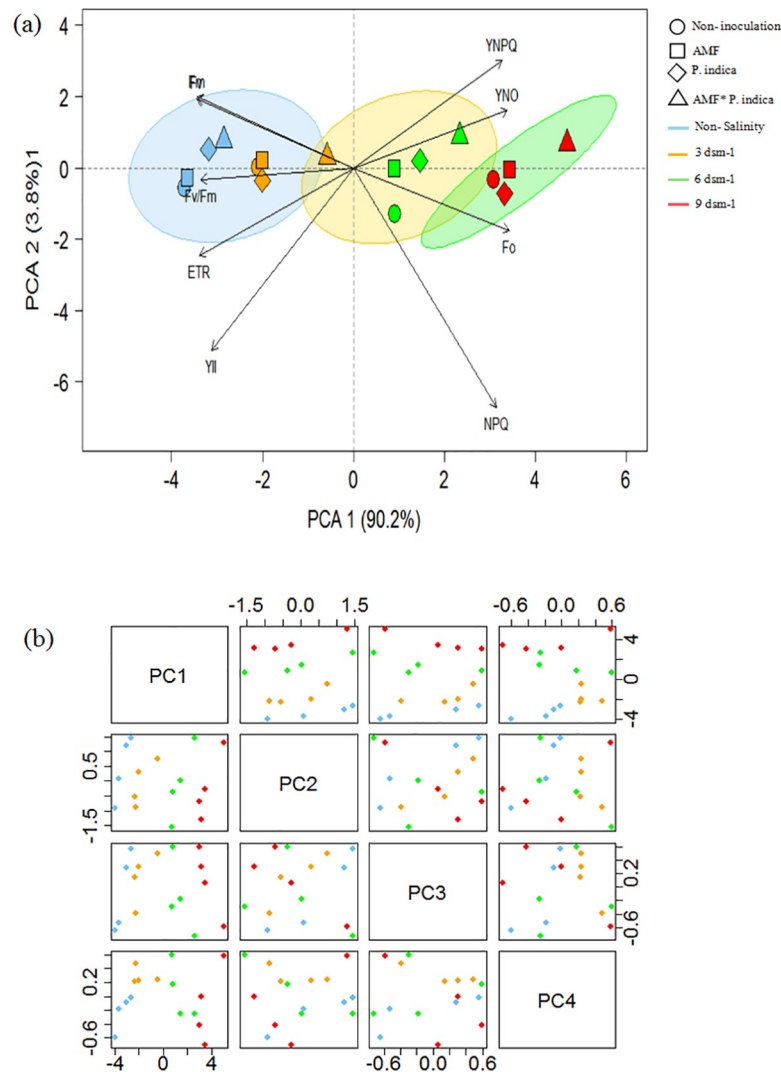 (a)
4
2
0
-2
-4
-6
PCA 2 (3.8%)1
-4
-2
0
2
4
6
PCA 1 (90.2%)
Fm
Fv/Fm
ETR
YII
YNPQ
YNO
Fo
NPQ
Non- inoculation
AMF
P. indica
AMF* P. indica
Non- Salinity
3 dsm-1
6 dsm-1
9 dsm-1
(b)
-1.5 0.0 1.5
-0.6 0.0 0.6
PC1
-4 0 4
-1.5 0.5
PC2
PC3
-0.6 0.2
-0.6 0.2
PC4
-4 0 4
-0.6 0.0 0.6